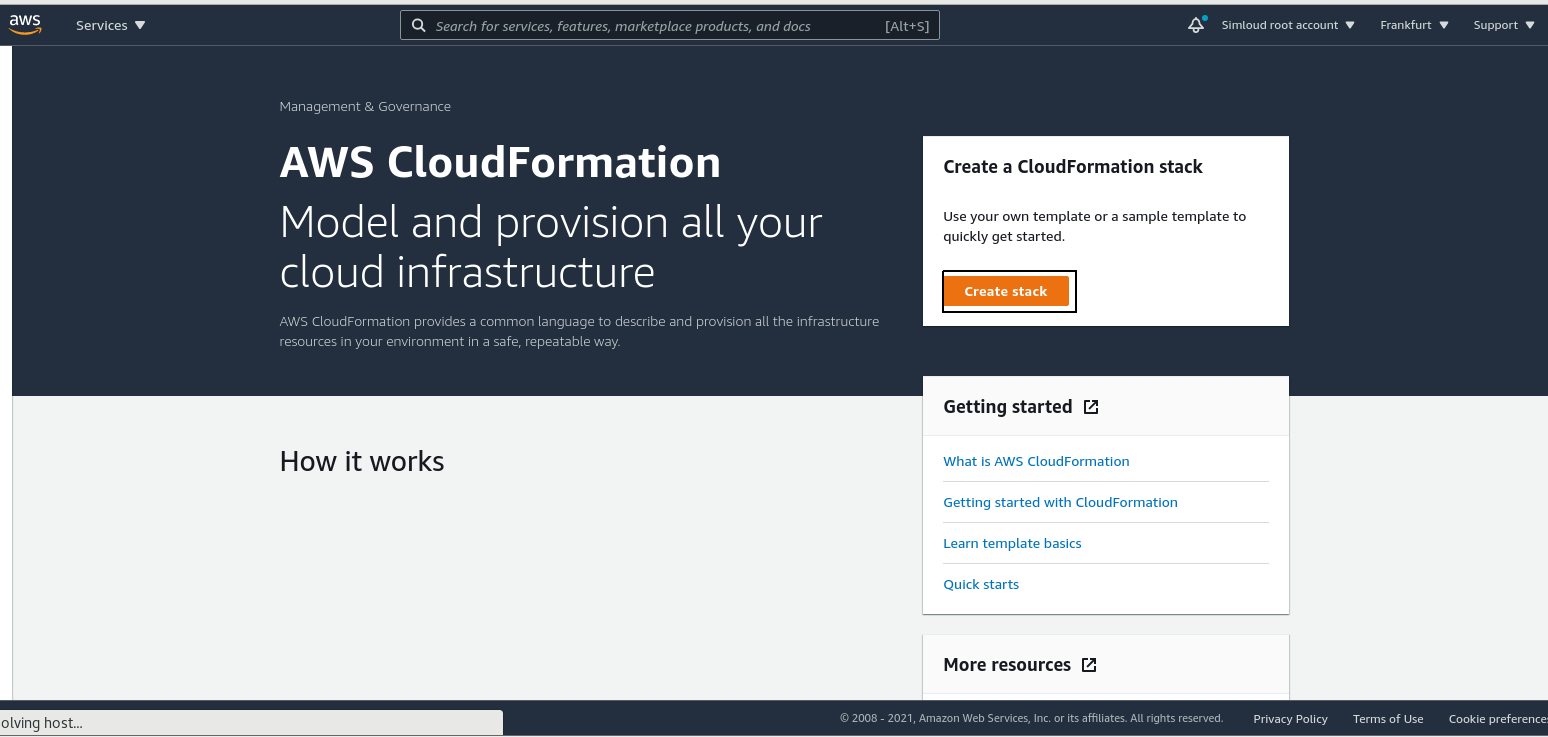 aws
Services
Search for services, features, marketplace products, and docs [Alt+S]
Simloud root account
Frankfurt
Support
Management & Governance
AWS CloudFormation
Model and provision all your
cloud infrastructure
AWS CloudFormation provides a common language to describe and provision all the infrastructure
resources in your environment in a safe, repeatable way.
Create a CloudFormation stack
Use your own template or a sample template to
quickly get started.
Create stack
How it works
Getting started
What is AWS CloudFormation
Getting started with CloudFormation
Learn template basics
Quick starts
More resources
olving host...
© 2008 - 2021, Amazon Web Services, Inc. or its affiliates. All rights reserved.
Privacy Policy
Terms of Use
Cookie preferences